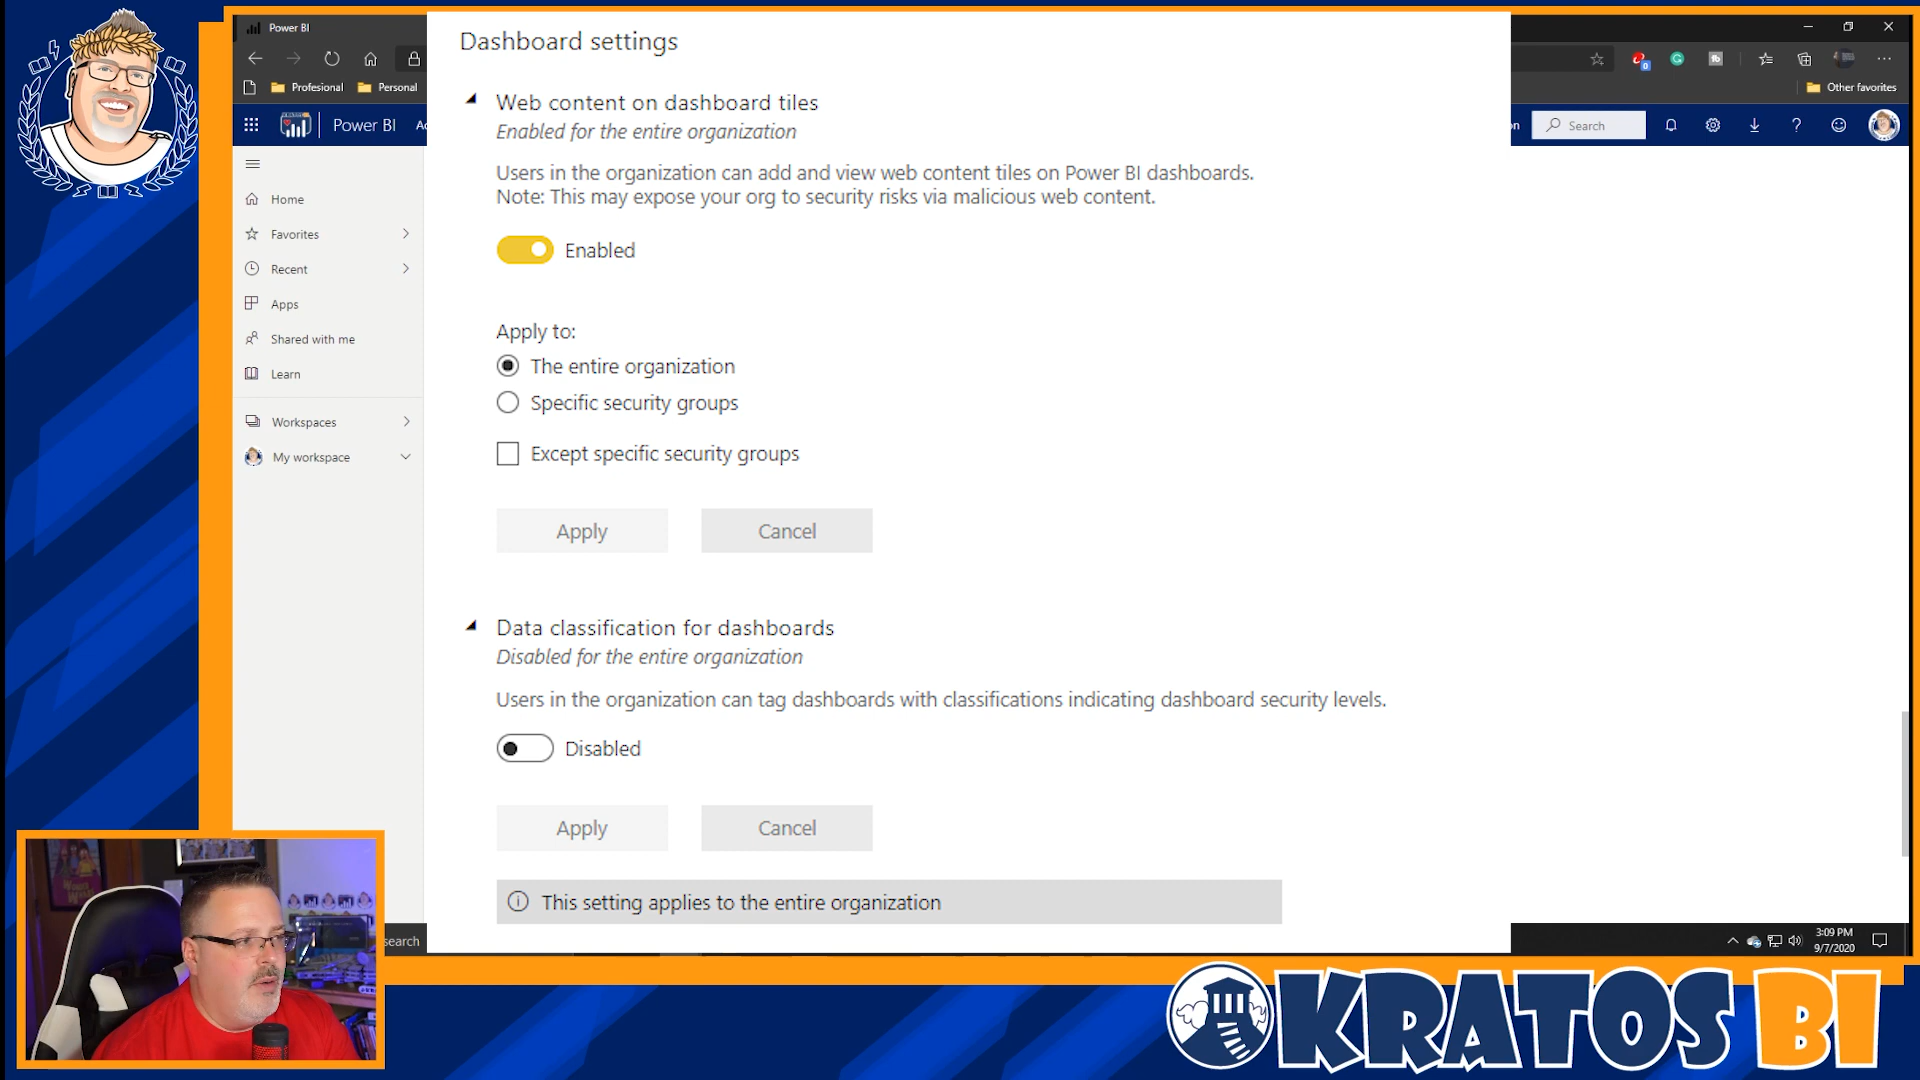 Power BI
Profesional
Personal
Other favorites
Power BI
Search
Home
Favorites
Recent
Apps
Shared with me
Learn
Workspaces
My workspace
Dashboard settings
Web content on dashboard tiles
Enabled for the entire organization
Users in the organization can add and view web content tiles on Power BI dashboards.
Note: This may expose your org to security risks via malicious web content.
Enabled
Apply to:
The entire organization
Specific security groups
Except specific security groups
Apply
Cancel
Data classification for dashboards
Disabled for the entire organization
Users in the organization can tag dashboards with classifications indicating dashboard security levels.
Disabled
Apply
Cancel
This setting applies to the entire organization
earch
3:09 PM
9/7/2020
KRATOS BI